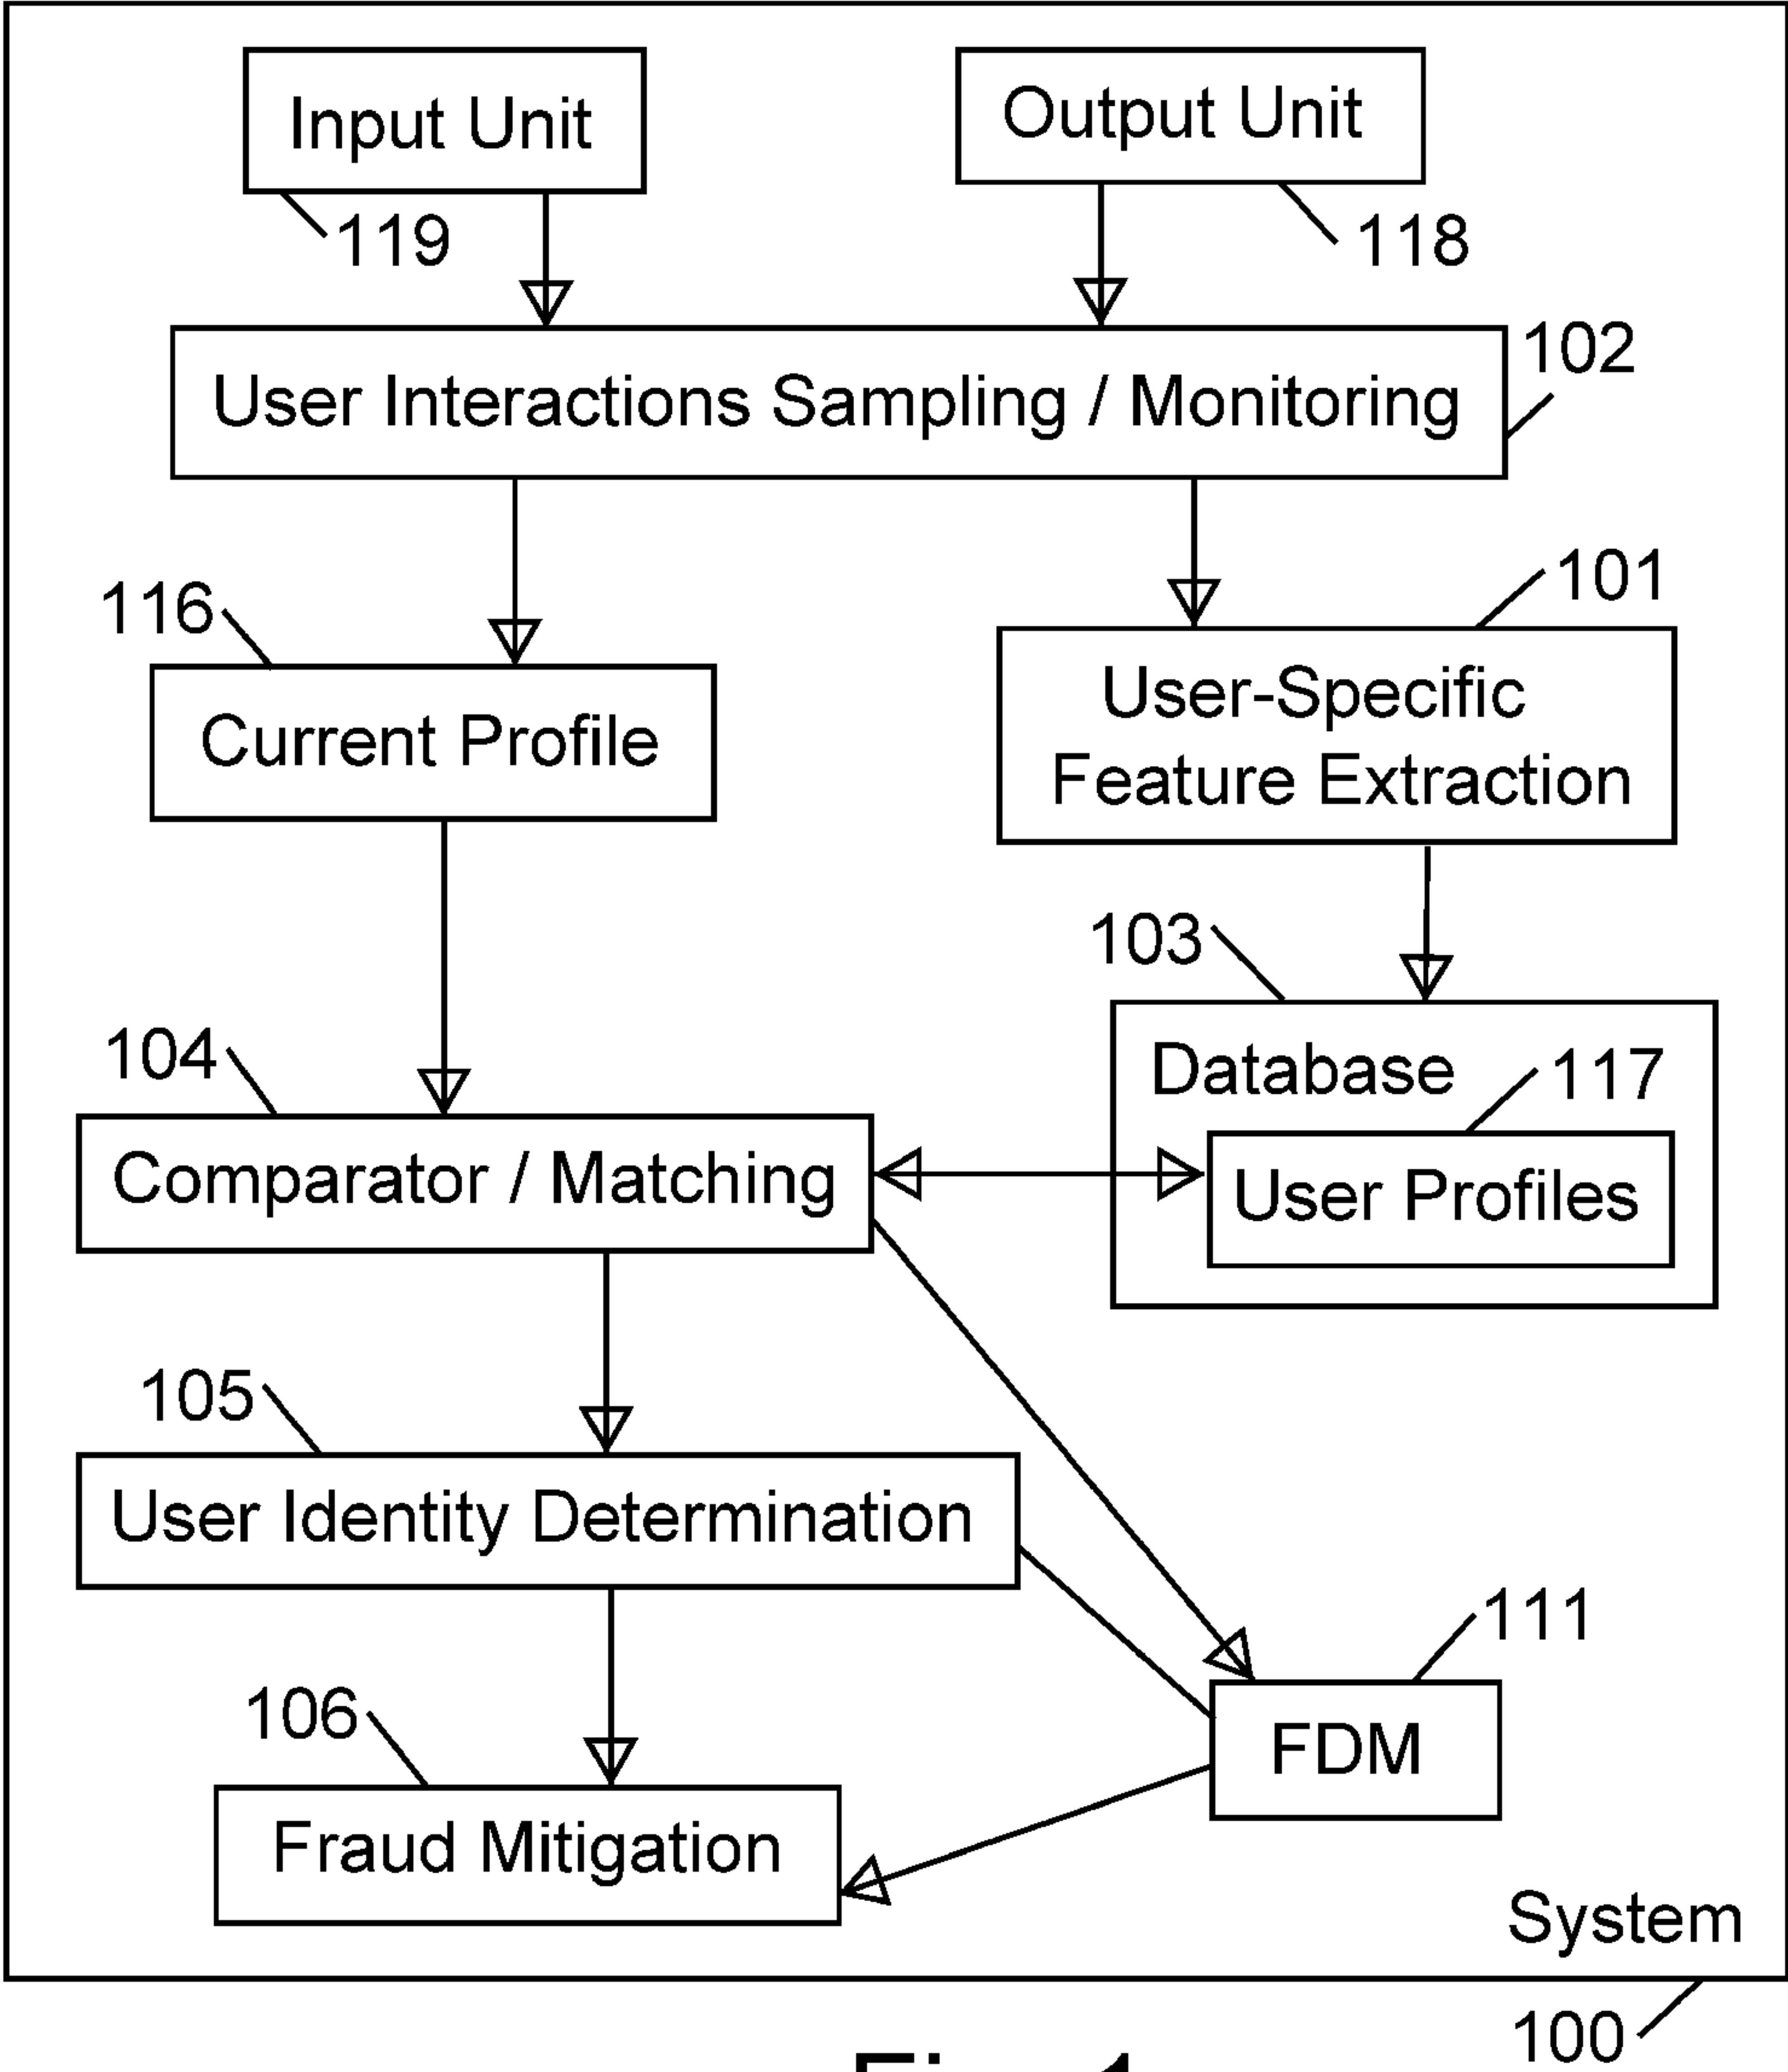 Input Unit
Output Unit
119
118
102
User Interactions Sampling / Monitoring
101
116
User-Specific
Feature Extraction
Current Profile
103
104
Database
117
Comparator / Matching
User Profiles
105
User Identity Determination
111
106
FDM
Fraud Mitigation
System
100